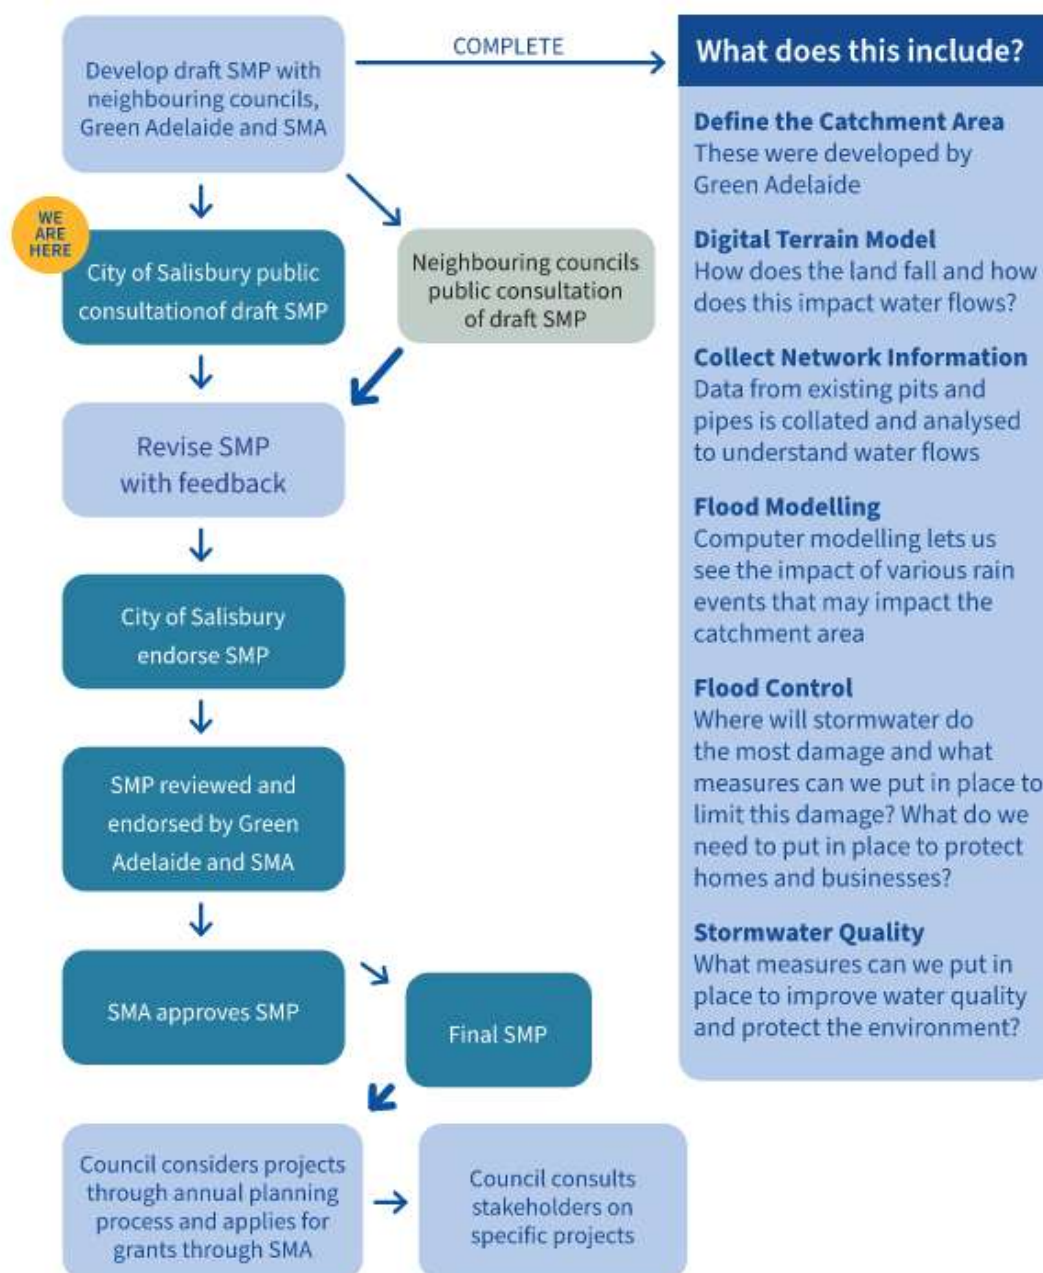 Develop draft SMP with
neighbouring councils,
Green Adelaide and SMA
COMPLETE
WE
ARE
HERE
City of Salisbury public
consultationof draft SMP
Neighbouring councils
public consultation
of draft SMP
Revise SMP
with feedback
City of Salisbury
endorse SMP
SMP reviewed and
endorsed by Green
Adelaide and SMA
SMA approves SMP
Final SMP
Council considers projects
through annual planning
process and applies for
grants through SMA
Council consults
stakeholders on
specific projects
What does this include?
Define the Catchment Area
These were developed by
Green Adelaide
Digital Terrain Model
How does the land fall and how
does this impact water flows?
Collect Network Information
Data from existing pits and
pipes is collated and analysed
to understand water flows
Flood Modelling
Computer modelling lets us
see the impact of various rain
events that may impact the
catchment area
Flood Control
Where will stormwater do
the most damage and what
measures can we put in place to
limit this damage? What do we
need to put in place to protect
homes and businesses?
Stormwater Quality
What measures can we put in
place to improve water quality
and protect the environment?